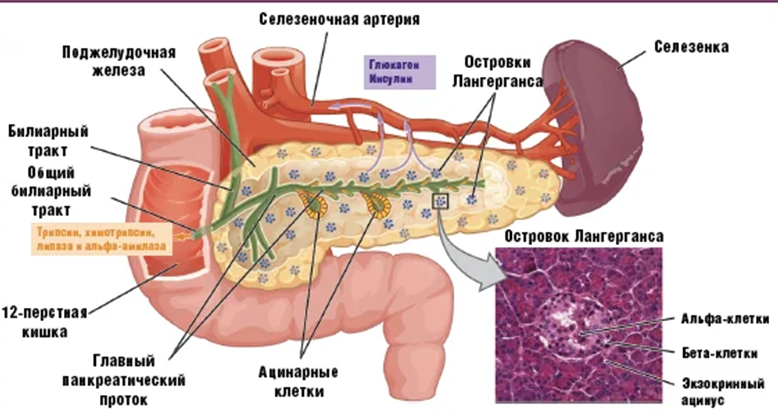 Селезеночная артерия
Поджелудочная
железа
Глюкагон
Инсулин
Островки
Лангерганса
Селезенка
Билиарный
тракт
Общий
билиарный
тракт
Трипсин, химотрипсин,
липаза и альфа-амилаза
12-перстная
кишка
Главный
панкреатический
проток
Ацинарные
клетки
Островок Лангерганса
Альфа-клетки
Бета-клетки
Экзокринный
ацинус